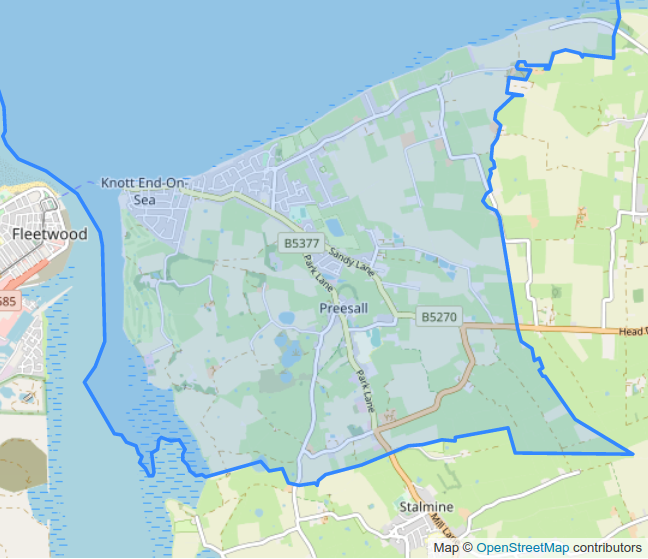 Knott End-On-
Sea
Fleetwood
B5377
Sandy Lane
Park Lane
585
Preesall
B5270
Head
Park Lane
Stalmine
Mill La
Map © OpenStreetMap contributors